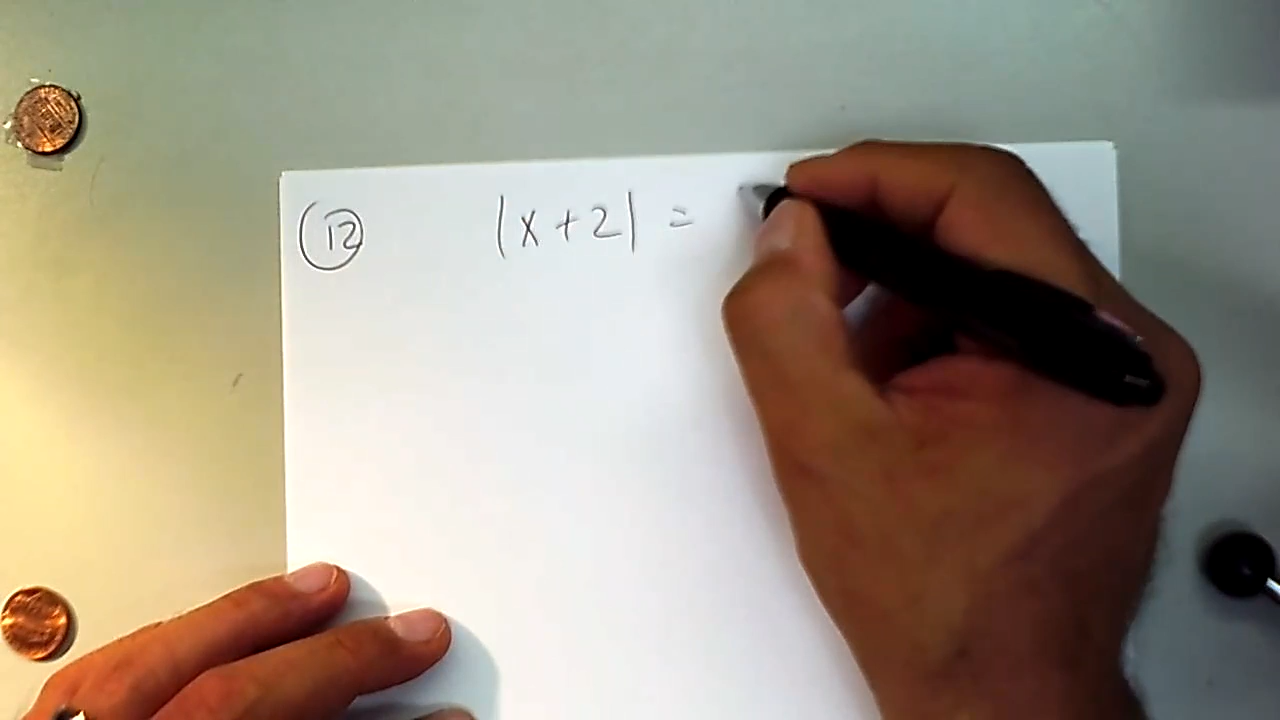 ⑫ |x+2| =